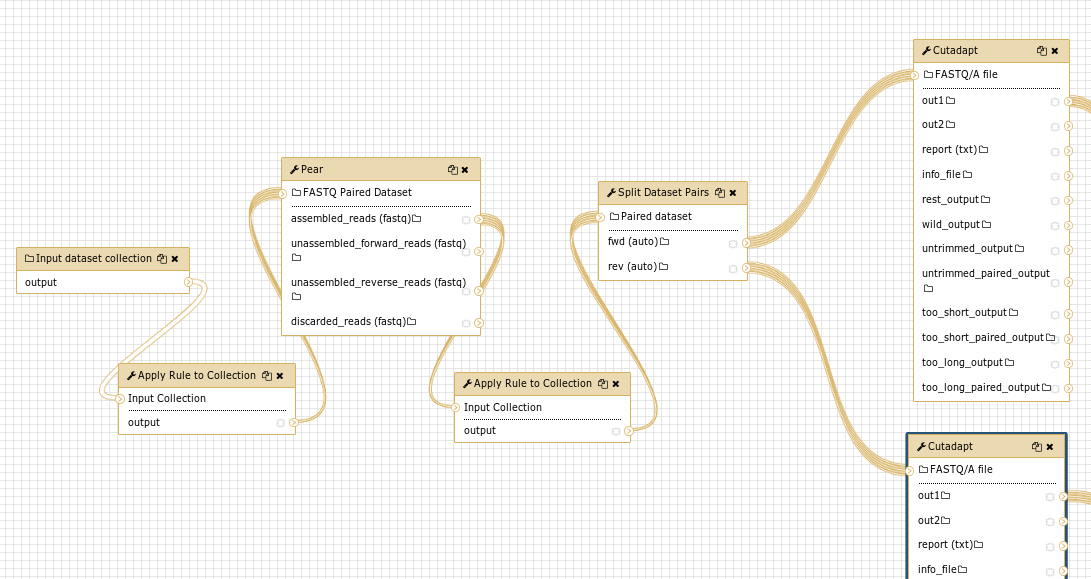 Input dataset collection
output
Apply Rule to Collection
Input Collection
output
Pear
FASTQ Paired Dataset
assembled_reads (fastq)
unassembled_forward_reads (fastq)
unassembled_reverse_reads (fastq)
discarded_reads (fastq)
Apply Rule to Collection
Input Collection
output
Split Dataset Pairs
Paired dataset
fwd (auto)
rev (auto)
Cutadapt
FASTQ/A file
out1
out2
report (txt)
info_file
rest_output
wild_output
untrimmed_output
untrimmed_paired_output
too_short_output
too_short_paired_output
too_long_output
too_long_paired_output
Cutadapt
FASTQ/A file
out1
out2
report (txt)
info_file